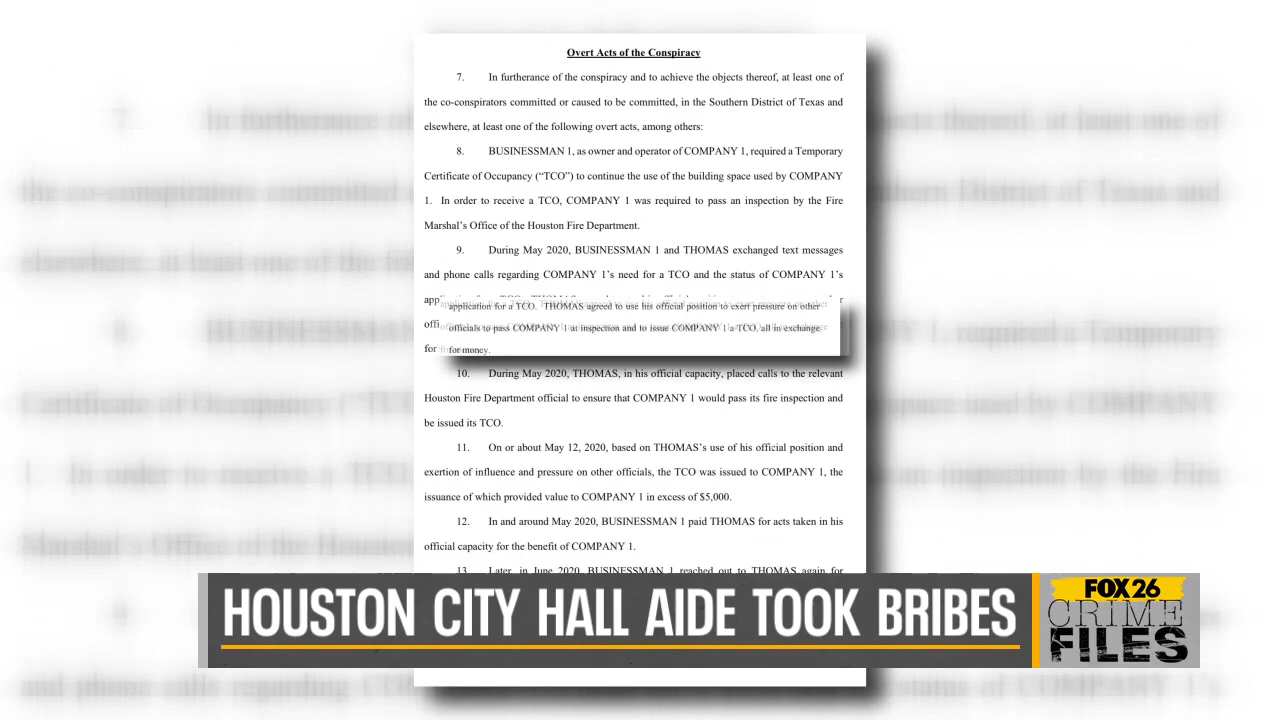 Overt Acts of the Conspiracy
7. In furtherance of the conspiracy and to achieve the objects thereof, at least one of
the co-conspirators committed or caused to be committed, in the Southern District of Texas and
elsewhere, at least one of the following overt acts, among others:
8. BUSINESSMAN 1, as owner and operator of COMPANY 1, required a Temporary
Certificate of Occupancy (“TCO”) to continue the use of the building space used by COMPANY
1. In order to receive a TCO, COMPANY 1 was required to pass an inspection by the Fire
Marshal’s Office of the Houston Fire Department.
9. During May 2020, BUSINESSMAN 1 and THOMAS exchanged text messages
and phone calls regarding COMPANY 1’s need for a TCO and the status of COMPANY 1’s
application for a TCO. THOMAS agreed to use his official position to exert pressure on other
officials to pass COMPANY 1 at inspection and to issue COMPANY 1 a TCO, all in exchange
for money.
10. During May 2020, THOMAS, in his official capacity, placed calls to the relevant
Houston Fire Department official to ensure that COMPANY 1 would pass its fire inspection and
be issued its TCO.
11. On or about May 12, 2020, based on THOMAS’s use of his official position and
exertion of influence and pressure on other officials, the TCO was issued to COMPANY 1, the
issuance of which provided value to COMPANY 1 in excess of $5,000.
12. In and around May 2020, BUSINESSMAN 1 paid THOMAS for acts taken in his
official capacity for the benefit of COMPANY 1.
13. Later, in June 2020, BUSINESSMAN 1 reached out to THOMAS again for
HOUSTON CITY HALL AIDE TOOK BRIBES
FOX 26
CRIME
FILES